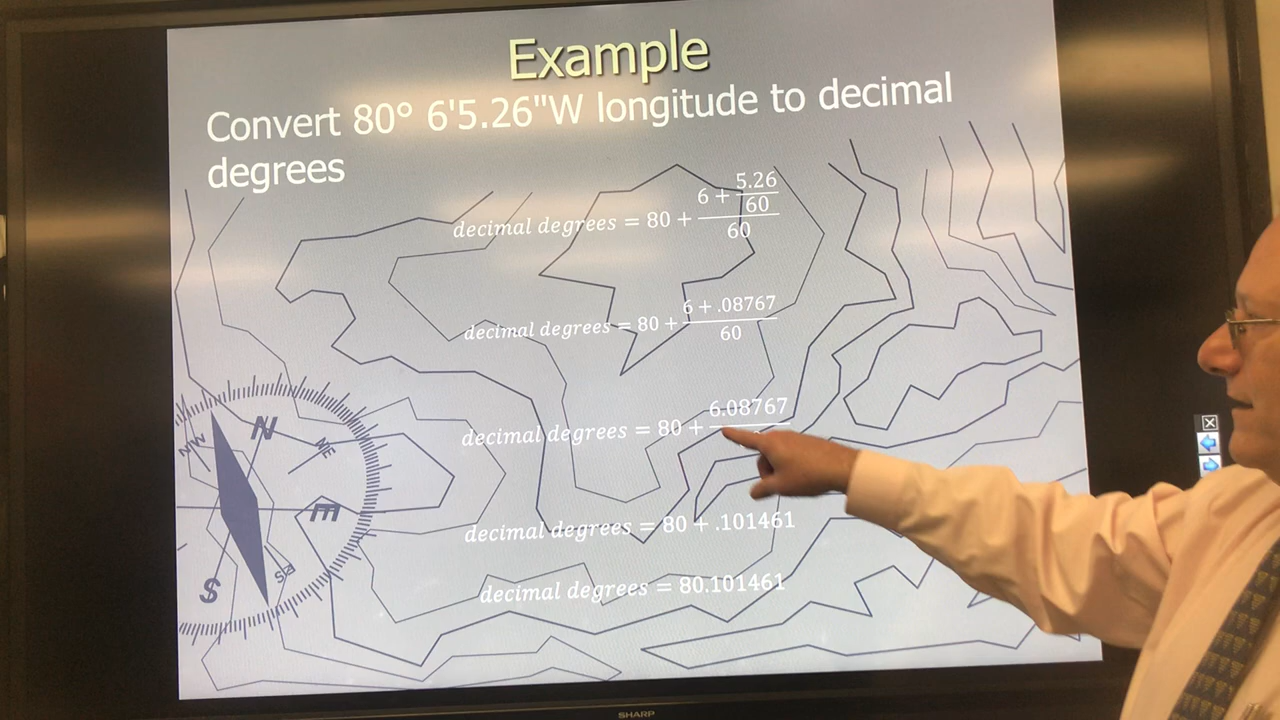 Example
Convert 80° 6'5.26"W longitude to decimal
degrees
decimal degrees = 80 + (6 + 5.26/60)/60
decimal degrees = 80 + (6 + .08767)/60
decimal degrees = 80 + 6.08767
decimal degrees = 80 + .101461
decimal degrees = 80.101461
NW
N
NE
E
S
SHARP